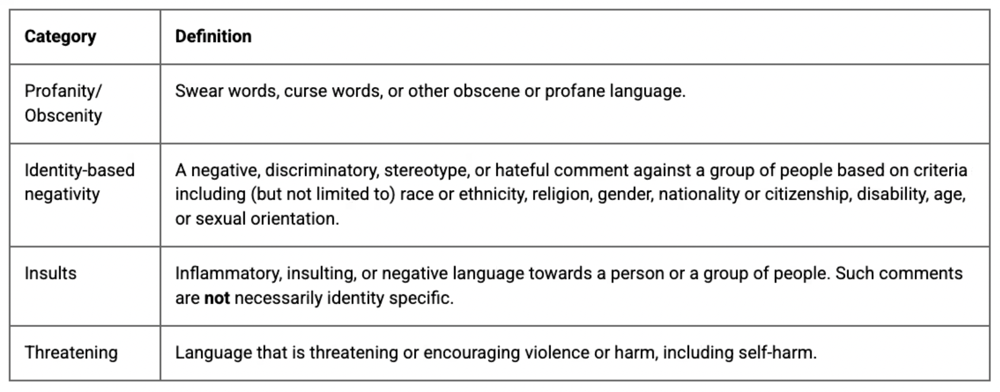 Category
Definition
Profanity/
Obscenity
Swear words, curse words, or other obscene or profane language.
Identity-based
negativity
A negative, discriminatory, stereotype, or hateful comment against a group of people based on criteria
including (but not limited to) race or ethnicity, religion, gender, nationality or citizenship, disability, age,
or sexual orientation.
Insults
Inflammatory, insulting, or negative language towards a person or a group of people. Such comments
are not necessarily identity specific.
Threatening
Language that is threatening or encouraging violence or harm, including self-harm.